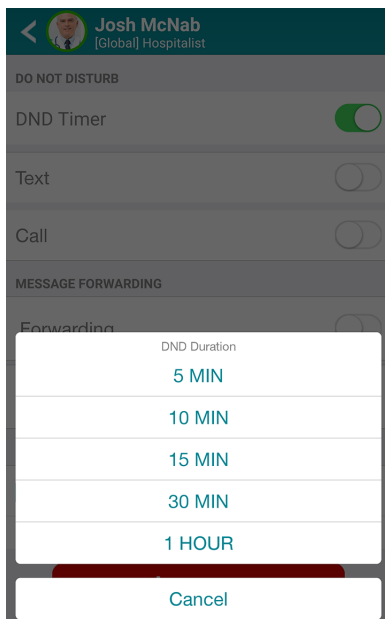 Josh McNab
[Global] Hospitalist
DO NOT DISTURB
DND Timer
Text
Call
MESSAGE FORWARDING
Forwarding
DND Duration
5 MIN
10 MIN
15 MIN
30 MIN
1 HOUR
Cancel